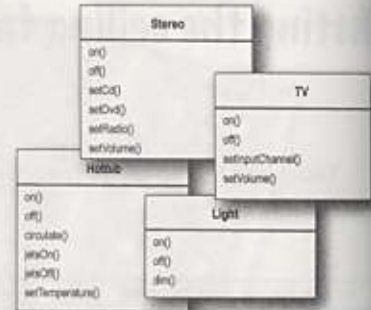 Stereo
on()
off()
setCd()
setDvd()
setRadio()
setVolume()
TV
on()
off()
setInputChannel()
setVolume()
Hottub
on()
off()
circulate()
jetsOn()
jetsOff()
setTemperature()
Light
on()
off()
dim()